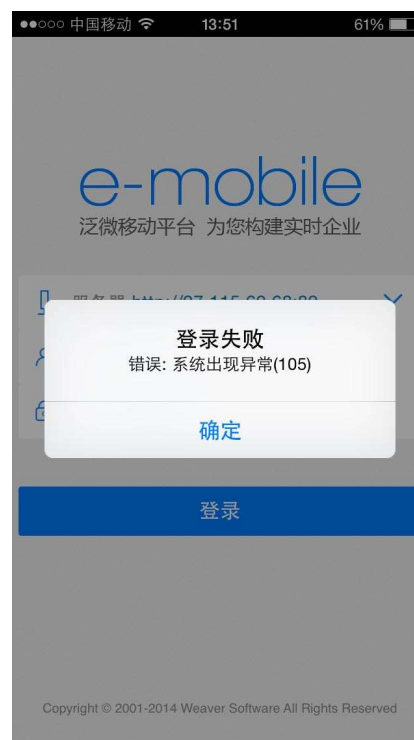 中国移动 13:51 61%
e-mobile
泛微移动平台 为您构建实时企业
登录失败
错误: 系统出现异常(105)
确定
登录
Copyright © 2001-2014 Weaver Software All Rights Reserved